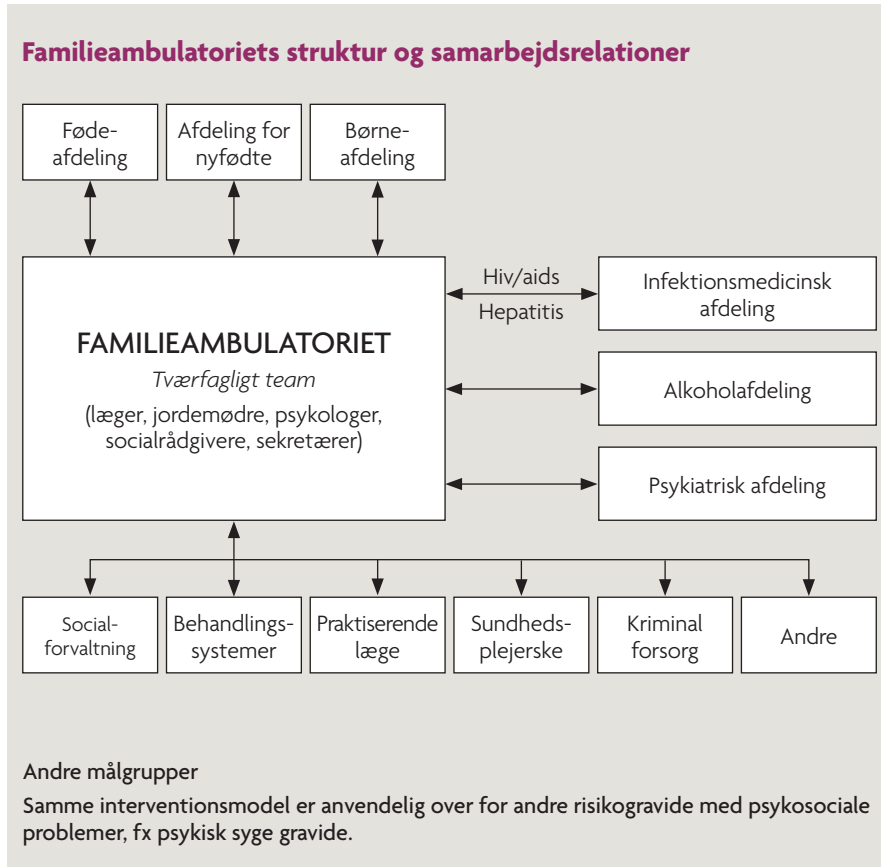 Familieambulatoriets struktur og samarbejdsrelationer
Føde-
afdeling
Afdeling for
nyfødte
Børne-
afdeling
FAMILIEAMBULATORIET
Tværfagligt team
(læger, jordemødre, psykologer,
socialrådgivere, sekretærer)
Hiv/aids
Hepatitis
Infektionsmedicinsk
afdeling
Alkoholafdeling
Psykiatrisk afdeling
Social-
forvaltning
Behandlings-
systemer
Praktiserende
læge
Sundheds-
plejerske
Kriminal
forsorg
Andre
Andre målgrupper
Samme interventionsmodel er anvendelig over for andre risikogravide med psykosociale
problemer, fx psykisk syge gravide.